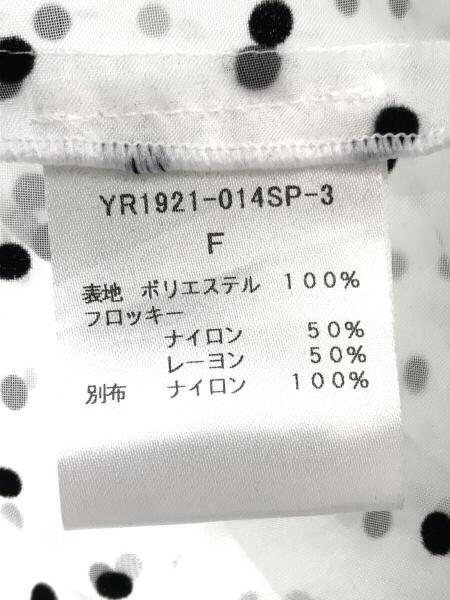 YR1921-014SP-3
F
表地 ポリエステル 100%
フロッキー
ナイロン 50%
レーヨン 50%
別布 ナイロン 100%